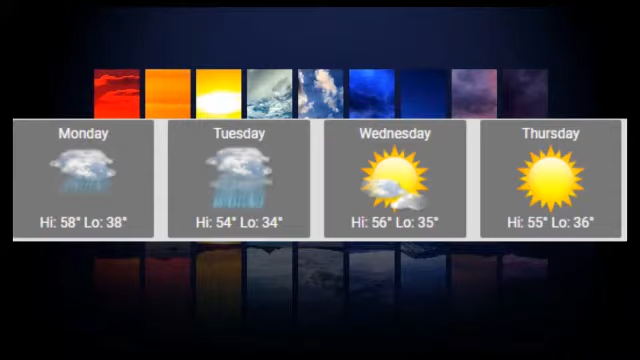 Monday
Tuesday
Wednesday
Thursday
Hi: 58° Lo: 38°
Hi: 54° Lo: 34°
Hi: 56° Lo: 35°
Hi: 55° Lo: 36°